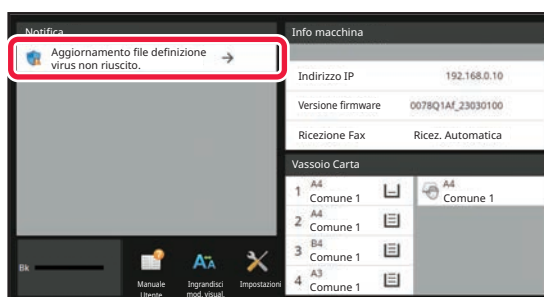 Notifica
Aggiornamento file definizione
virus non riuscito.
Info macchina
Indirizzo IP 192.168.0.10
Versione firmware 0078Q1Af_23030100
Ricezione Fax Ricez. Automatica
Vassoio Carta
1 A4
Comune 1
A4
Comune 1
2 A4
Comune 1
3 B4
Comune 1
4 A3
Comune 1
Bk
Manuale
Utente
Ingrandisci
mod. visual.
Impostazioni